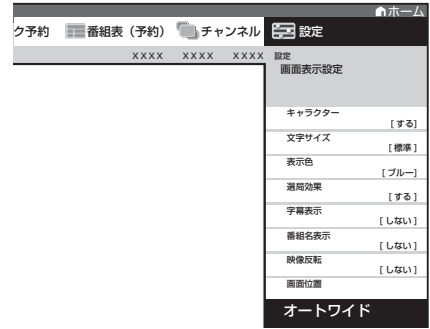 ホーム
ク予約 番組表（予約） チャンネル 設定
XXXX XXXX XXXX
設定
画面表示設定
キャラクター
[する]
文字サイズ
[標準]
表示色
[ブルー]
選局効果
[する]
字幕表示
[しない]
番組名表示
[しない]
映像反転
[しない]
画面位置
オートワイド